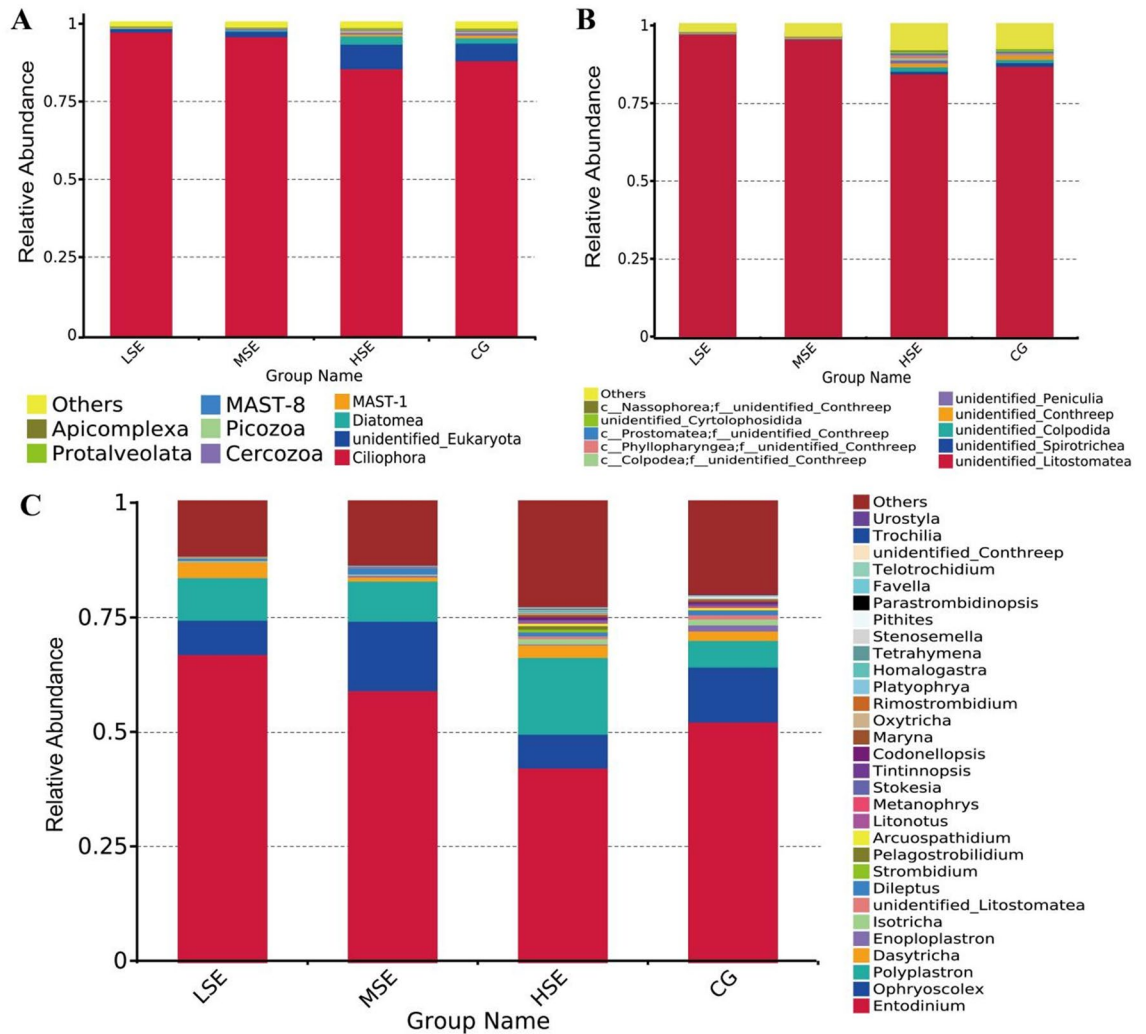 A
Relative Abundance
1
0.75
0.5
0.25
0
LSE
MSE
HSE
CG
Group Name
Others
Apicomplexa
Protalveolata
MAST-8
Picozoa
Cercozoa
MAST-1
Diatomea
unidentified_Eukaryota
Ciliophora
B
Relative Abundance
1
0.75
0.5
0.25
0
LSE
MSE
HSE
CG
Group Name
Others
c__Nassophorea;f__unidentified_Conthreep
unidentified_Cyrtolophosidida
c__Prostomatea;f__unidentified_Conthreep
c__Phyllopharyngea;f__unidentified_Conthreep
c__Colpodea;f__unidentified_Conthreep
unidentified_Peniculia
unidentified_Conthreep
unidentified_Colpodida
unidentified_Spirotrichea
unidentified_Litostomatea
C
Relative Abundance
1
0.75
0.5
0.25
0
LSE
MSE
HSE
CG
Group Name
Others
Urostyla
Trochilia
unidentified_Conthreep
Telotrochidium
Favella
Parastrombidinopsis
Pithites
Stenosemella
Tetrahymena
Homalogastra
Platyophrya
Rimostrombidium
Oxytricha
Maryna
Codonellopsis
Tintinnopsis
Stokesia
Metanophrys
Litonotus
Arcuospathidium
Pelagostrobilidium
Strombidium
Dileptus
unidentified_Litostomatea
Isotricha
Enoploplastron
Dasytricha
Polyplastron
Ophryoscolex
Entodinium